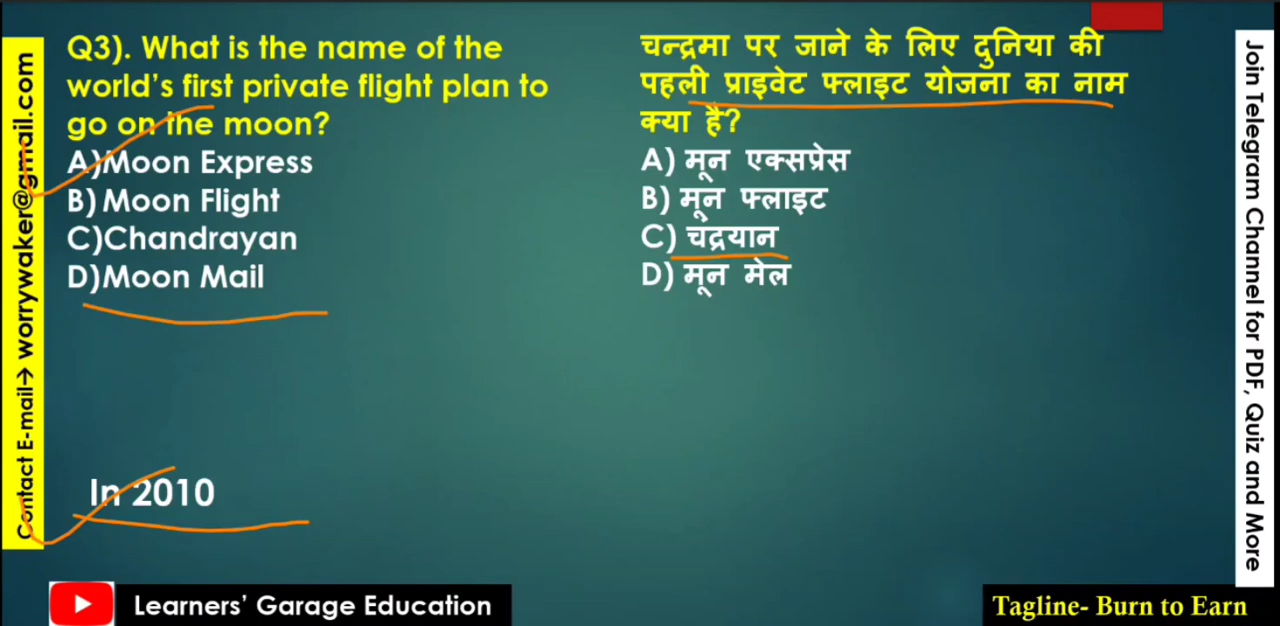 Contact E-mail→ worrywaker@gmail.com
Q3). What is the name of the
world's first private flight plan to
go on the moon?
A)Moon Express
B) Moon Flight
C)Chandrayan
D)Moon Mail
In 2010
चन्द्रमा पर जाने के लिए दुनिया की
पहली प्राइवेट फ्लाइट योजना का नाम
क्या है?
A) मून एक्सप्रेस
B) मून फ्लाइट
C) चंद्रयान
D) मून मेल
Join Telegram Channel for PDF, Quiz and More
Learners' Garage Education
Tagline- Burn to Earn